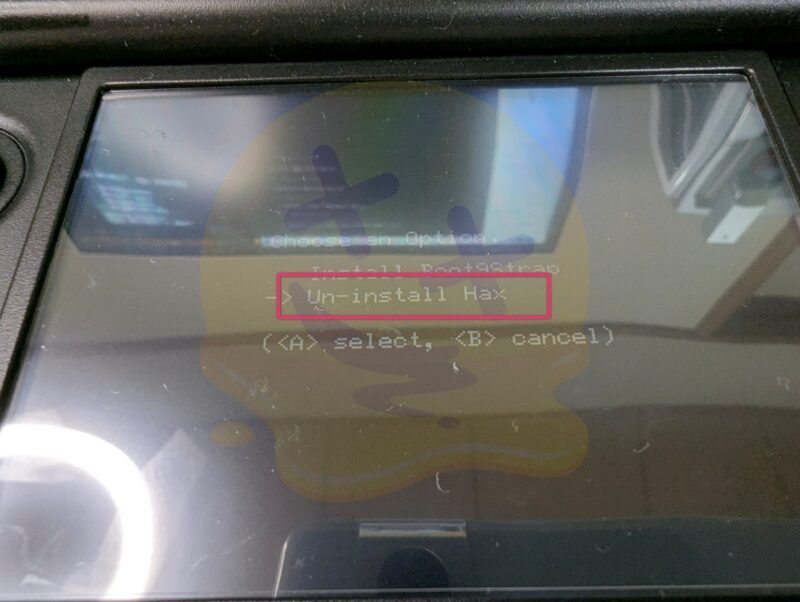 Choose an Option.
Install Boot9Strap
-> Un-install Hax
(<A> select, <B> cancel)